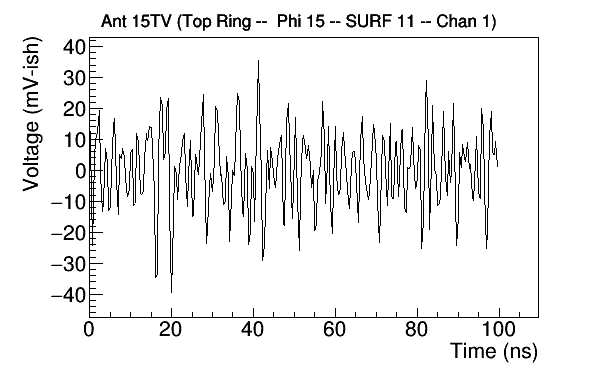 Ant 15TV (Top Ring -- Phi 15 -- SURF 11 -- Chan 1)
Voltage (mV-ish)
40
30
20
10
0
−10
−20
−30
−40
0 20 40 60 80 100
Time (ns)